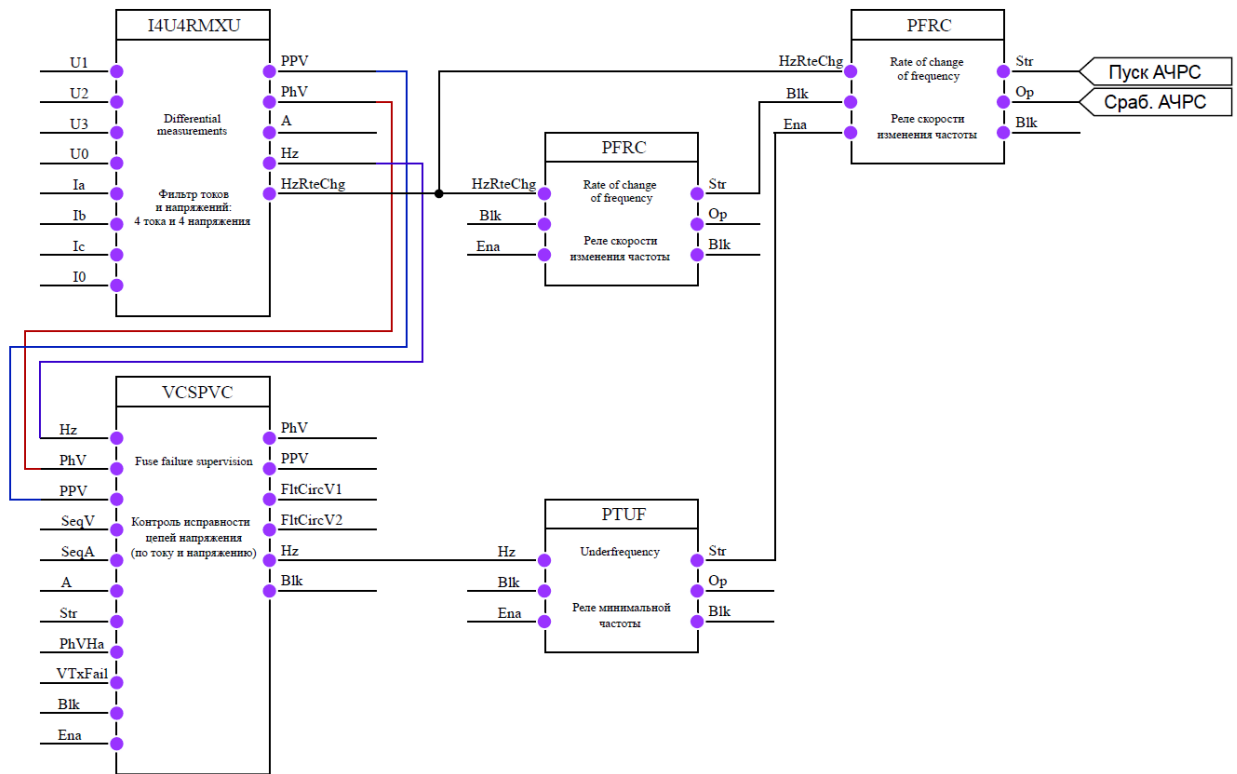 I4U4RMXU
U1
U2
U3
U0
Ia
Ib
Ic
I0
Differential
measurements
Фильтр токов
и напряжений:
4 тока и 4 напряжения
PPV
PhV
A
Hz
HzRteChg
PFRC
HzRteChg
Blk
Ena
Rate of change
of frequency
Реле скорости
изменения частоты
Str
Op
Blk
PFRC
HzRteChg
Blk
Ena
Rate of change
of frequency
Реле скорости
изменения частоты
Str
Op
Blk
Пуск АЧРС
Сраб. АЧРС
VCSPVC
Hz
PhV
PPV
SeqV
SeqA
A
Str
PhVHa
VTxFail
Blk
Ena
Fuse failure supervision
Контроль исправности
цепей напряжения
(по току и напряжению)
PhV
PPV
FltCircV1
FltCircV2
Hz
Blk
PTUF
Hz
Blk
Ena
Underfrequency
Реле минимальной
частоты
Str
Op
Blk